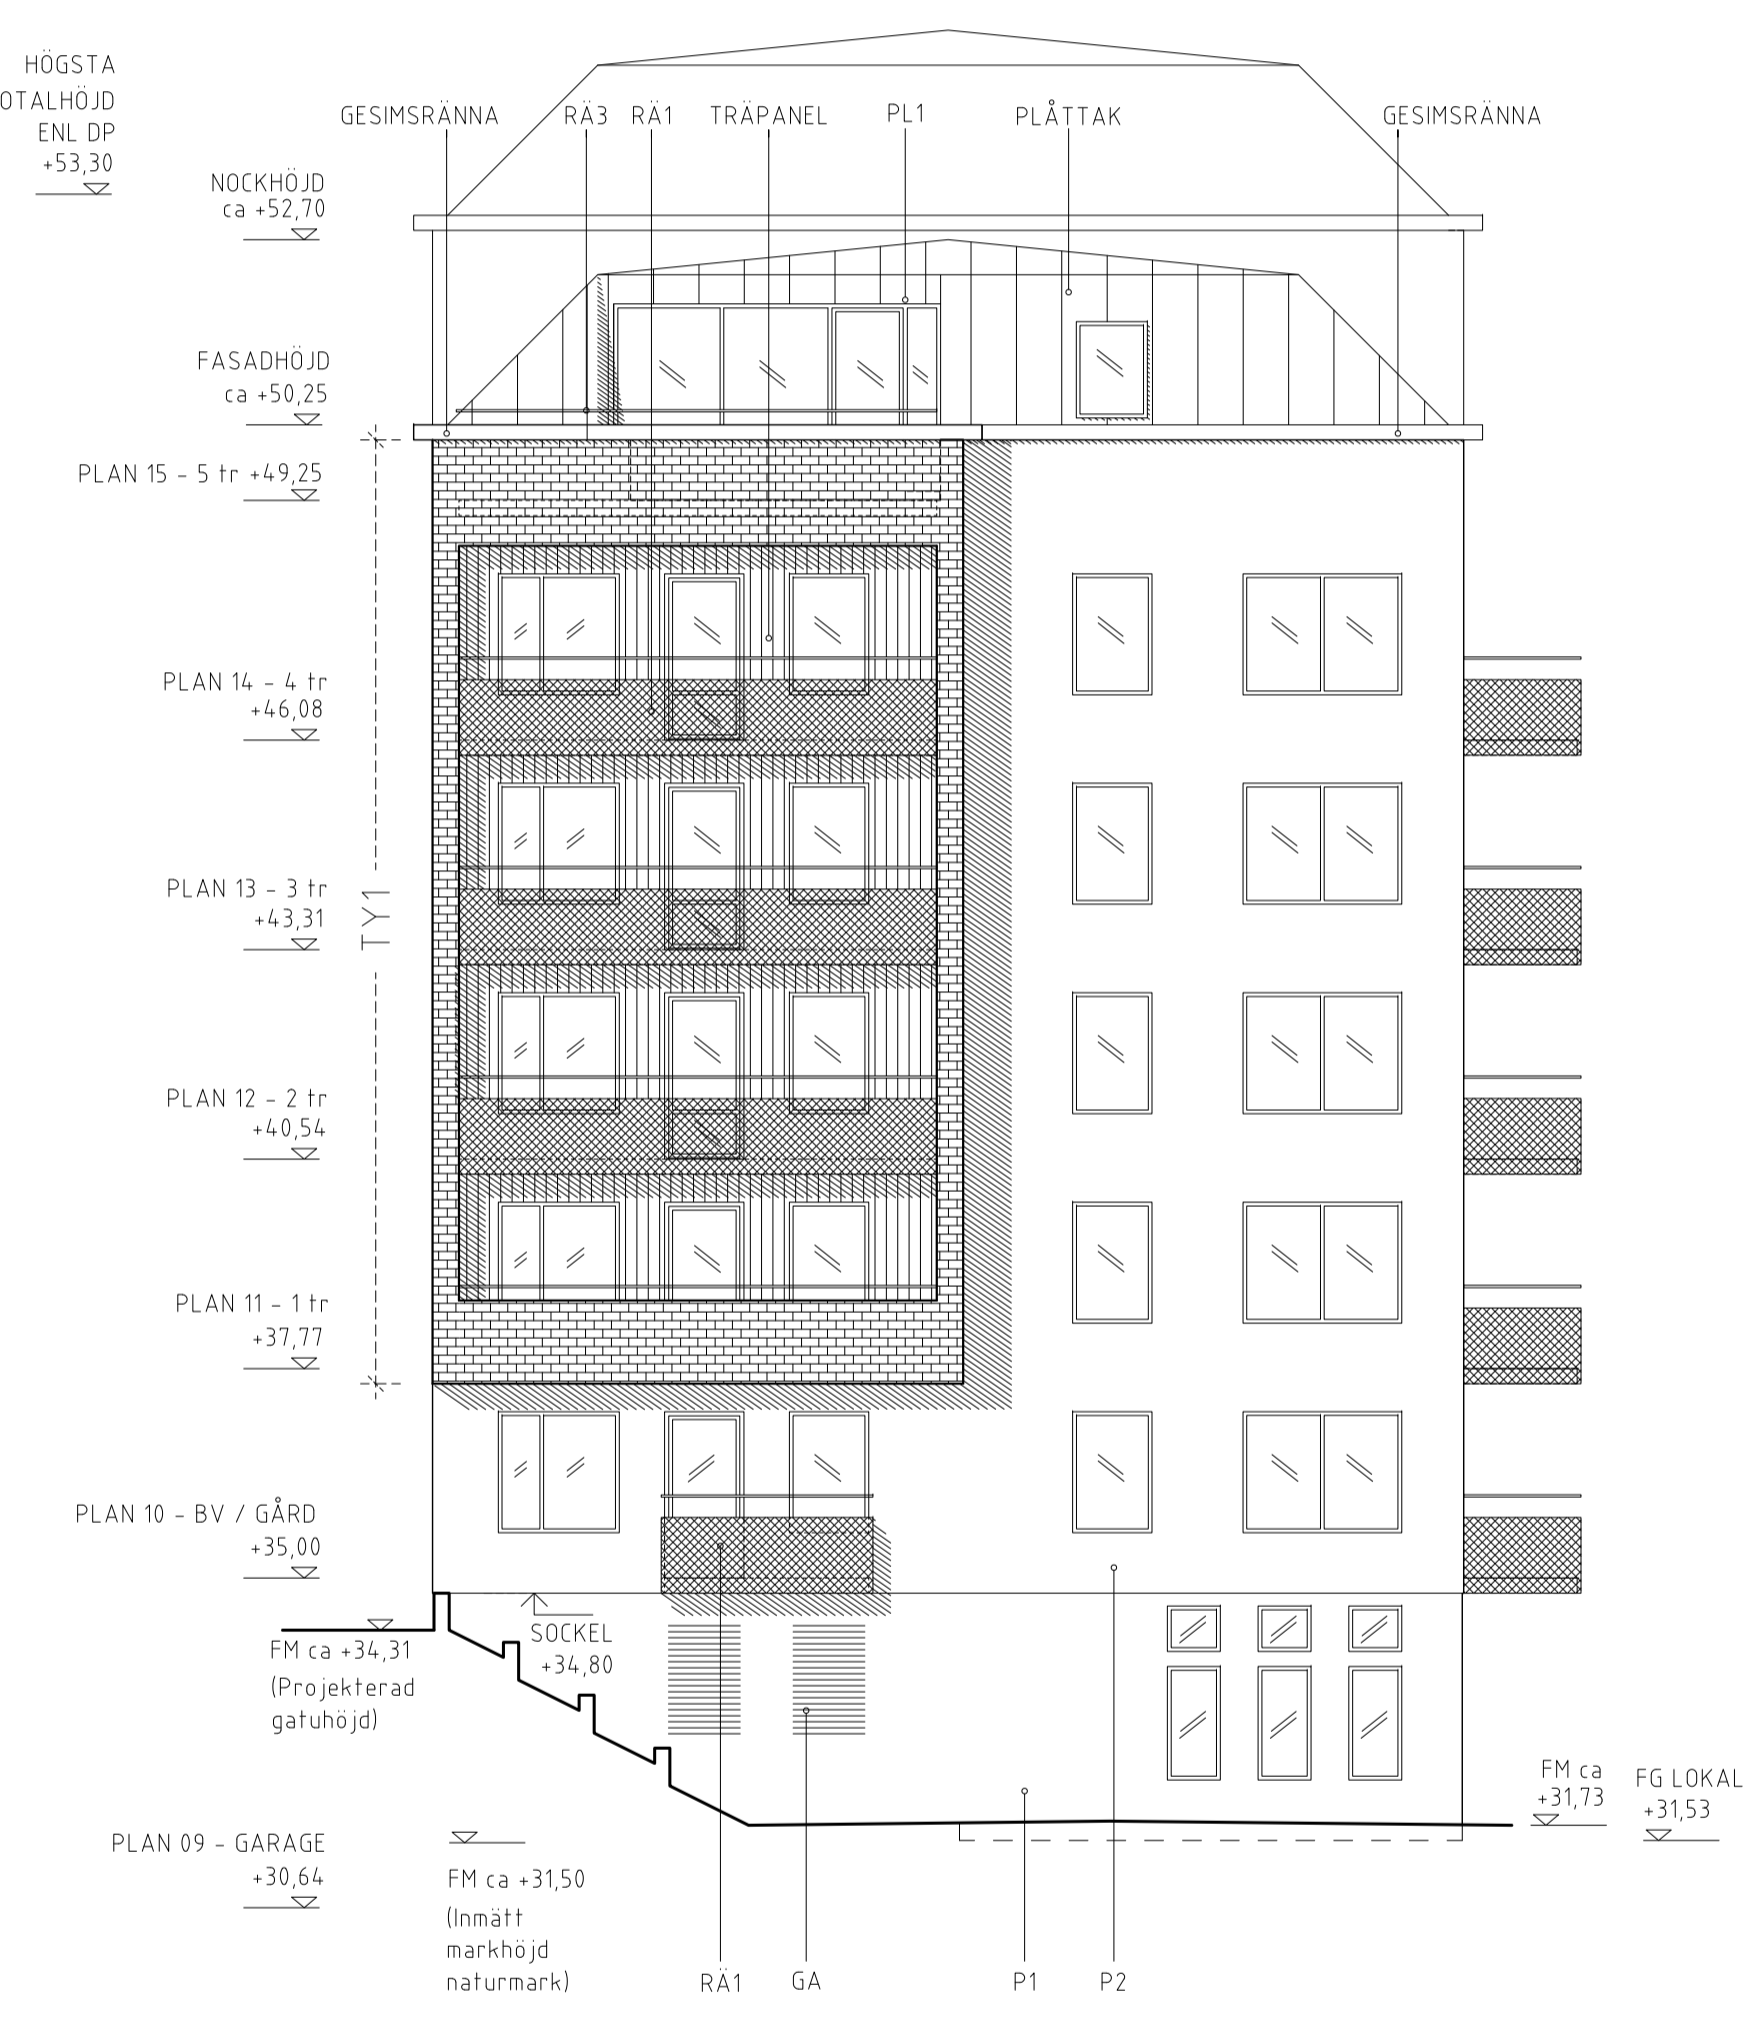 HÖGSTA
OTALHÖJD
ENL DP
+53,30
GESIMSRÄNNA
RÄ3
RÄ1
TRÄPANEL
PL1
PLÅTTAK
GESIMSRÄNNA
NOCKHÖJD
ca +52,70
FASADHÖJD
ca +50,25
PLAN 15 - 5 tr +49,25
PLAN 14 - 4 tr
+46,08
PLAN 13 - 3 tr
+43,31
TY1
PLAN 12 - 2 tr
+40,54
PLAN 11 - 1 tr
+37,77
PLAN 10 - BV / GÅRD
+35,00
SOCKEL
+34,80
FM ca +34,31
(Projekterad
gatuhöjd)
FM ca
+31,73
FG LOKAL
+31,53
PLAN 09 - GARAGE
+30,64
FM ca +31,50
(Inmätt
markhöjd
naturmark)
RÄ1
GA
P1
P2